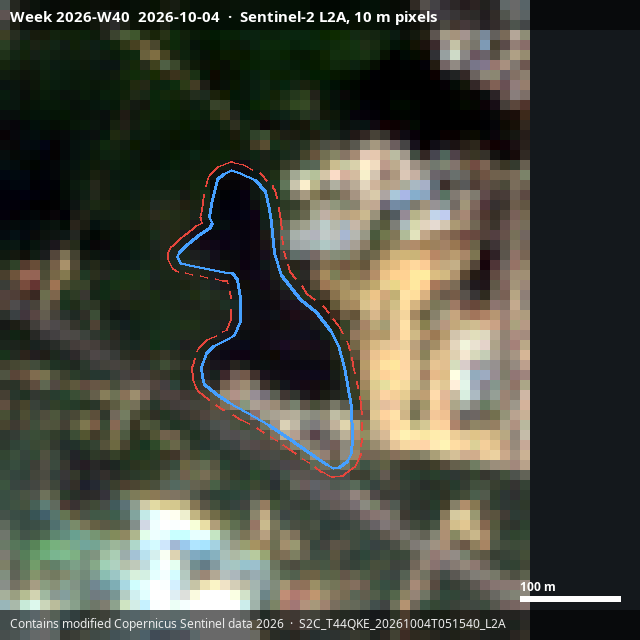 Week 2026-W40  2026-10-04  ·  Sentinel-2 L2A, 10 m pixels
100 m
Contains modified Copernicus Sentinel data 2026  ·  S2C_T44QKE_20261004T051540_L2A